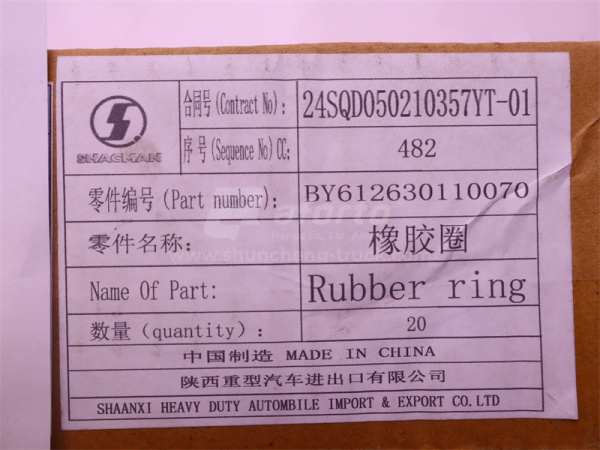 SHACMAN
合同号(Contract No): 24SQD050210357YT-01
序号(Sequence No) CG: 482
零件编号(Part number): BY612630110070
零件名称: 橡胶圈
Name Of Part: Rubber ring
数量(quantity): 20
中国制造 MADE IN CHINA
陕西重型汽车进出口有限公司
SHAANXI HEAVY DUTY AUTOMBILE IMPORT & EXPORT CO.LTD